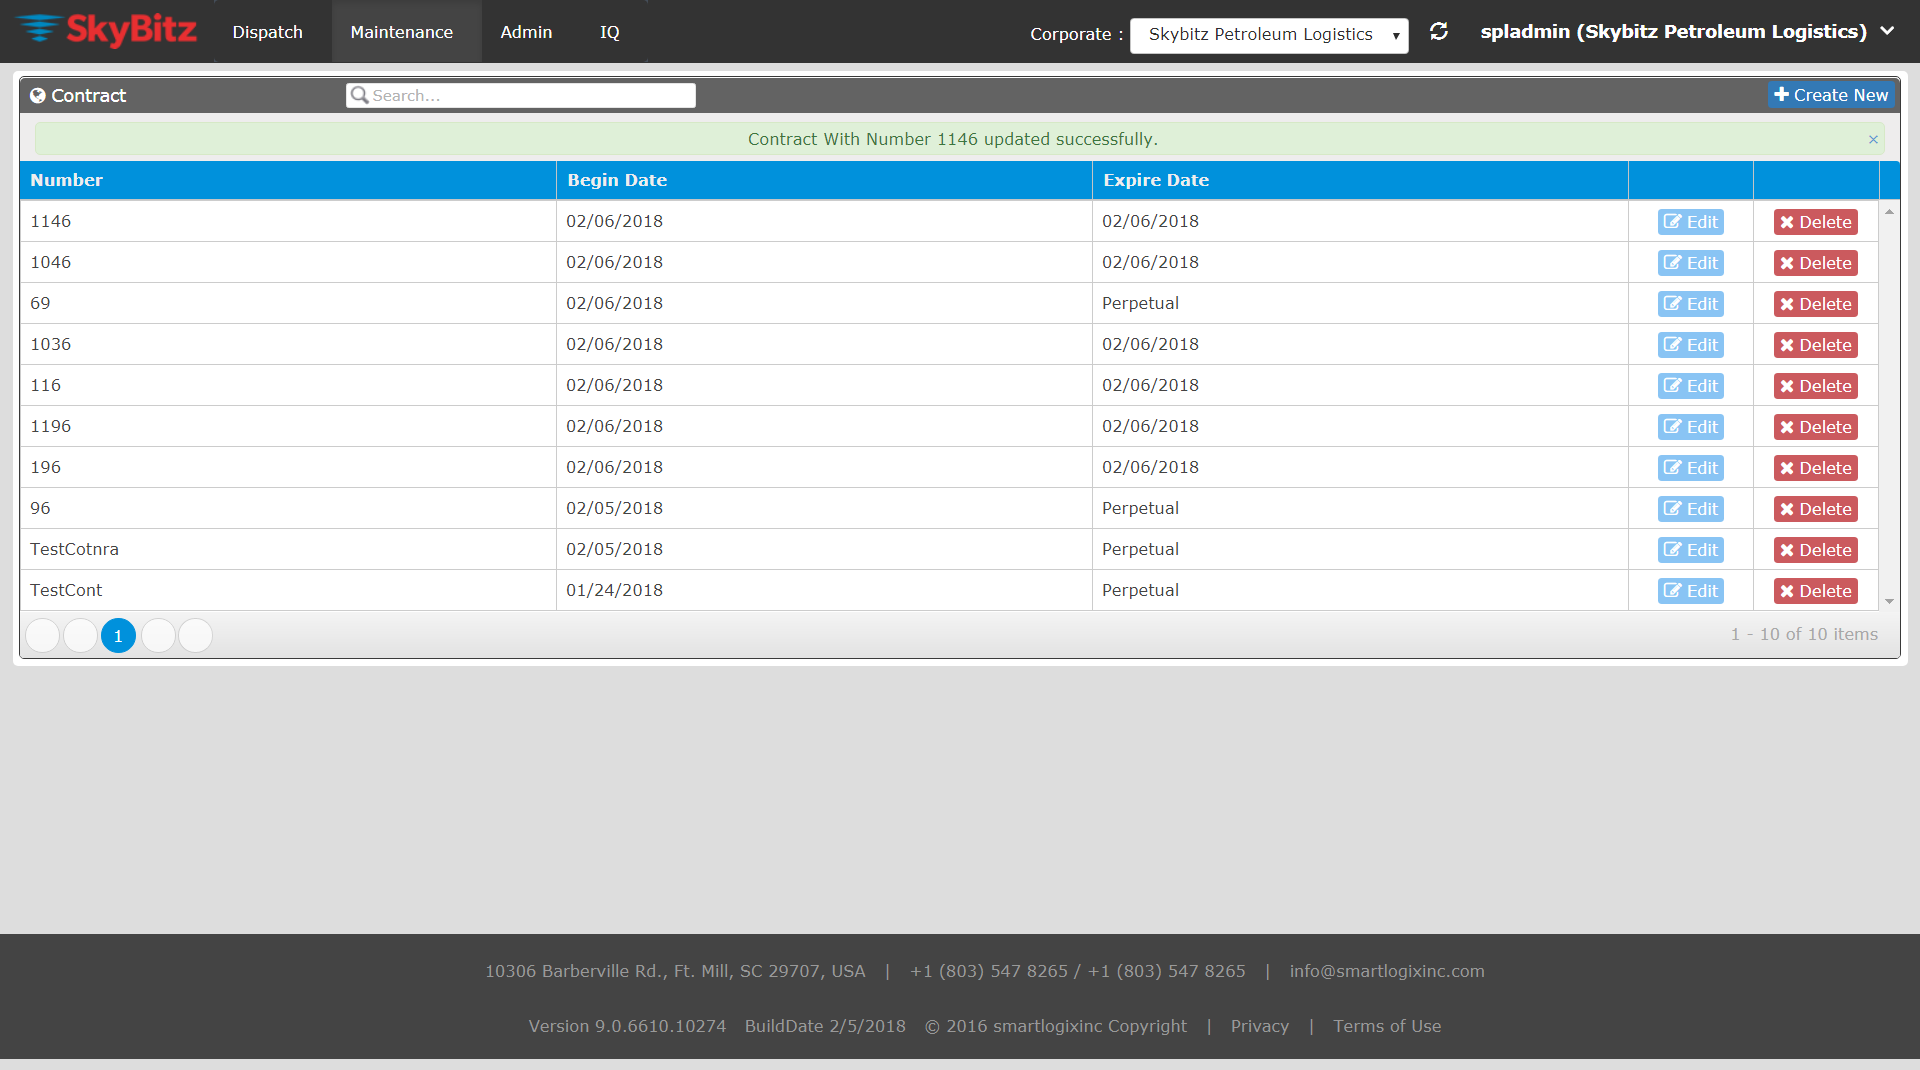 SkyBitz Dispatch Maintenance Admin IQ Corporate : Skybitz Petroleum Logistics spladmin (Skybitz Petroleum Logistics)
Contract Search... Create New
Contract With Number 1146 updated successfully. ×
Number Begin Date Expire Date
1146 02/06/2018 02/06/2018 Edit Delete
1046 02/06/2018 02/06/2018 Edit Delete
69 02/06/2018 Perpetual Edit Delete
1036 02/06/2018 02/06/2018 Edit Delete
116 02/06/2018 02/06/2018 Edit Delete
1196 02/06/2018 02/06/2018 Edit Delete
196 02/06/2018 02/06/2018 Edit Delete
96 02/05/2018 Perpetual Edit Delete
TestCotnra 02/05/2018 Perpetual Edit Delete
TestCont 01/24/2018 Perpetual Edit Delete
1 1 - 10 of 10 items
10306 Barberville Rd., Ft. Mill, SC 29707, USA | +1 (803) 547 8265 / +1 (803) 547 8265 | info@smartlogixinc.com
Version 9.0.6610.10274 BuildDate 2/5/2018 © 2016 smartlogixinc Copyright | Privacy | Terms of Use